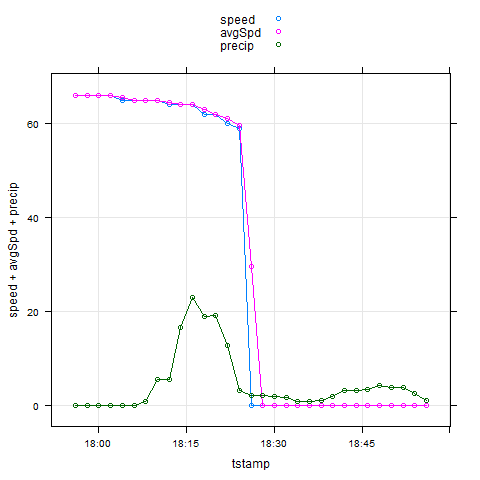 speed
avgSpd
precip
60
40
20
0
speed + avgSpd + precip
18:00 18:15 18:30 18:45
tstamp